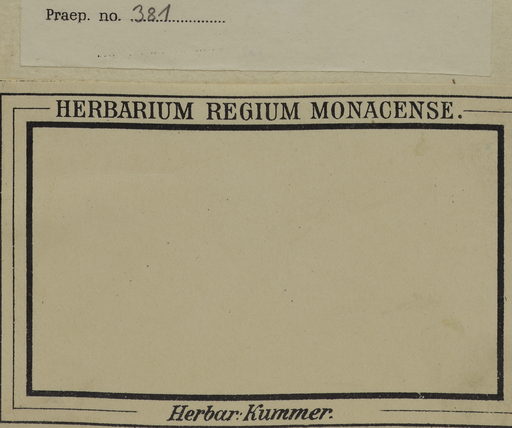 Praep. no. 381
HERBARIUM REGIUM MONACENSE.
Herbar: Kummer.